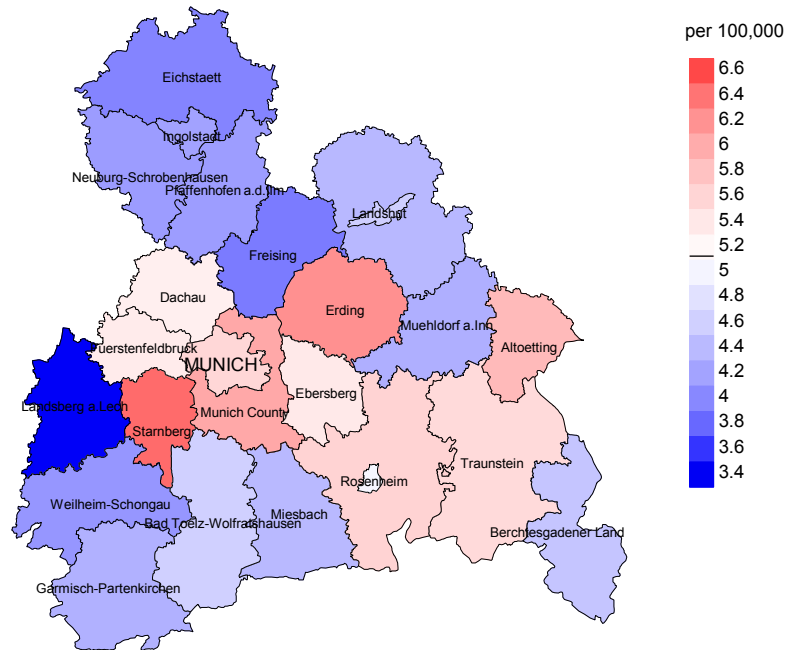 per 100,000
6.6
6.4
6.2
6
5.8
5.6
5.4
5.2
5
4.8
4.6
4.4
4.2
4
3.8
3.6
3.4
Eichstaett
Ingolstadt
Neuburg-Schrobenhausen
Pfaffenhofen a.d.Ilm
Landshut
Freising
Dachau
Erding
Muehldorf a.Inn
Altoetting
Fuerstenfeldbruck
MUNICH
Ebersberg
Landsberg a.Lech
Munich County
Starnberg
Traunstein
Rosenheim
Weilheim-Schongau
Miesbach
Bad Toelz-Wolfratshausen
Berchtesgadener Land
Garmisch-Partenkirchen